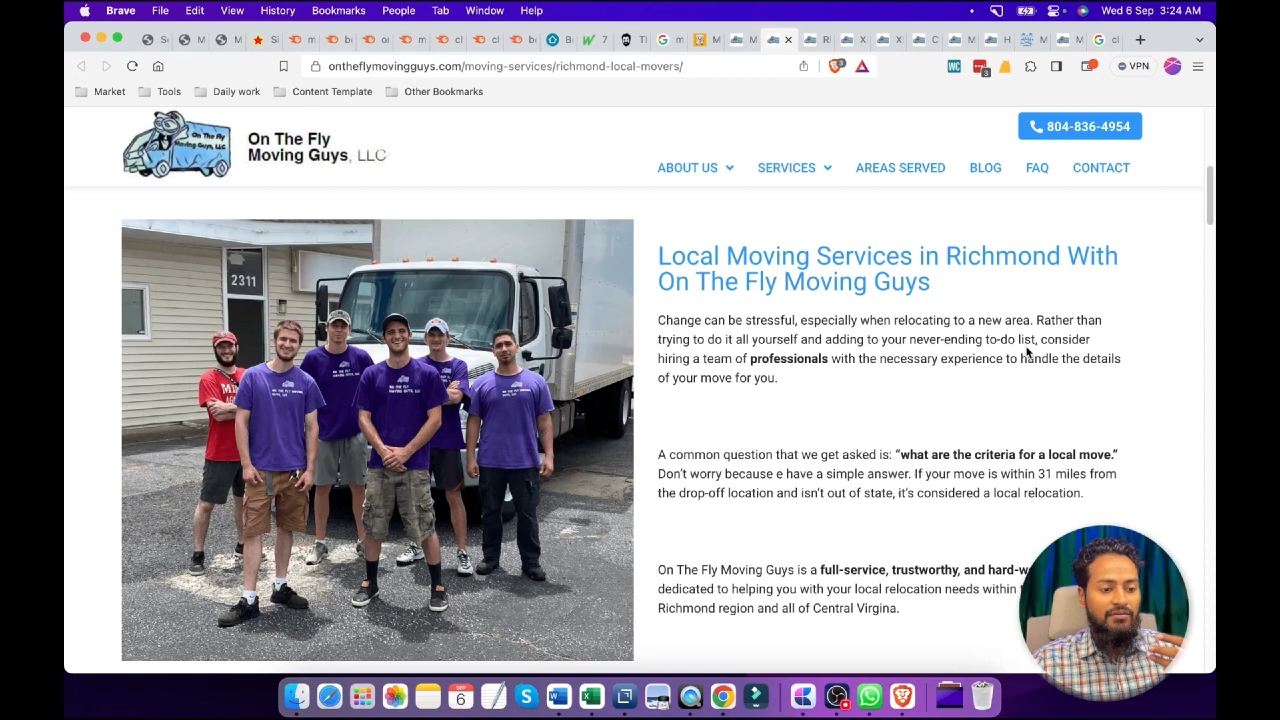 Brave File Edit View History Bookmarks People Tab Window Help Wed 6 Sep 3:24 AM
ontheflymovingguys.com/moving-services/richmond-local-movers/
VPN
Market Tools Daily work Content Template Other Bookmarks
On The Fly
Moving Guys, LLC
On The Fly
Moving Guys, LLC
804-836-4954
ABOUT US SERVICES AREAS SERVED BLOG FAQ CONTACT
2311
Local Moving Services in Richmond With
On The Fly Moving Guys
Change can be stressful, especially when relocating to a new area. Rather than
trying to do it all yourself and adding to your never-ending to-do list, consider
hiring a team of professionals with the necessary experience to handle the details
of your move for you.
A common question that we get asked is: “what are the criteria for a local move.”
Don’t worry because e have a simple answer. If your move is within 31 miles from
the drop-off location and isn’t out of state, it’s considered a local relocation.
On The Fly Moving Guys is a full-service, trustworthy, and
dedicated to helping you with your local relocation needs within
Richmond region and all of Central Virgina.